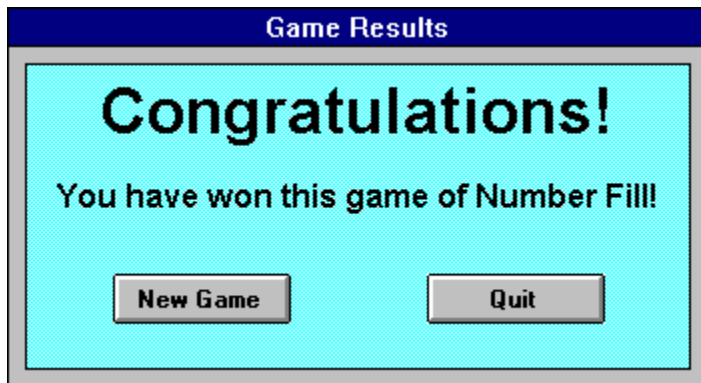 Game Results
Congratulations!
You have won this game of Number Fill!
New Game
Quit